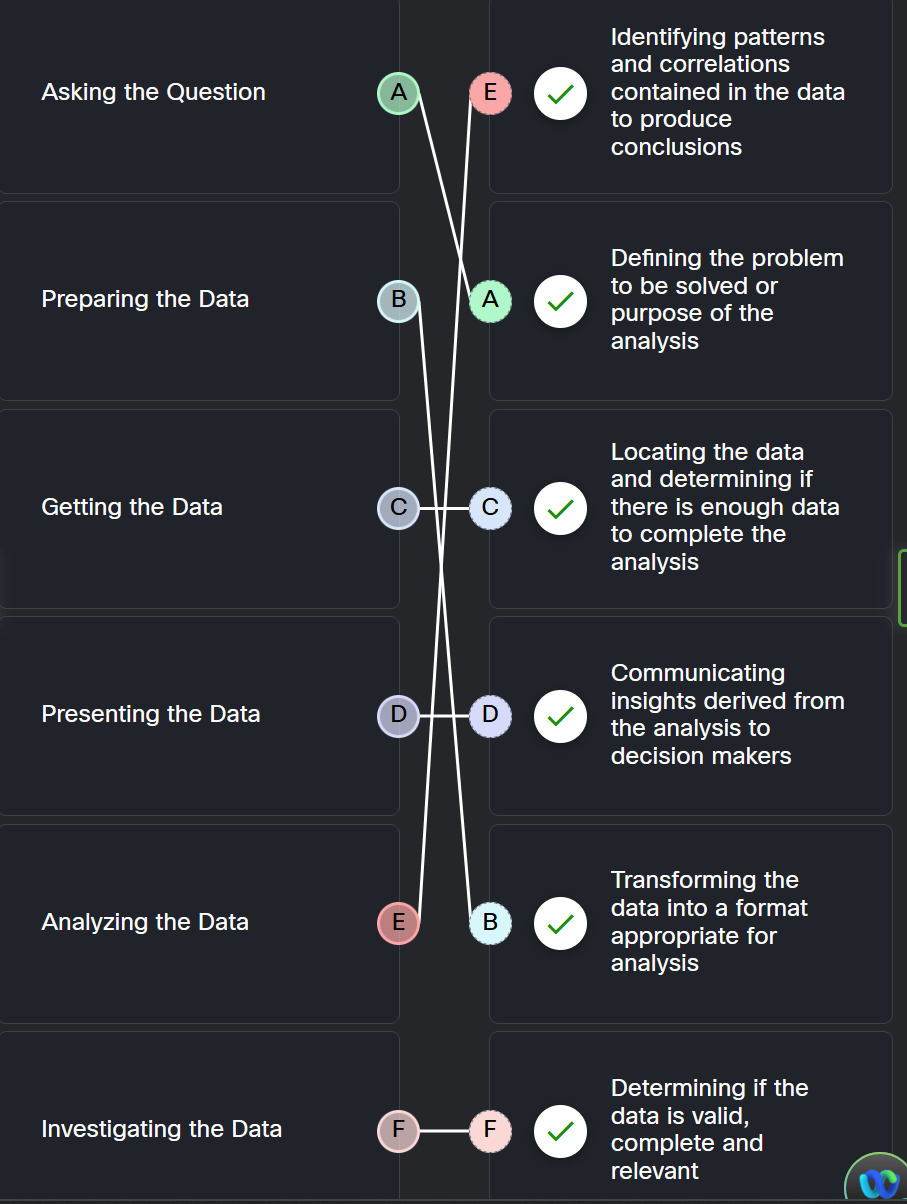 Asking the Question
A
E
Identifying patterns
and correlations
contained in the data
to produce
conclusions
Preparing the Data
B
A
Defining the problem
to be solved or
purpose of the
analysis
Getting the Data
C
C
Locating the data
and determining if
there is enough data
to complete the
analysis
Presenting the Data
D
D
Communicating
insights derived from
the analysis to
decision makers
Analyzing the Data
E
B
Transforming the
data into a format
appropriate for
analysis
Investigating the Data
F
F
Determining if the
data is valid,
complete and
relevant